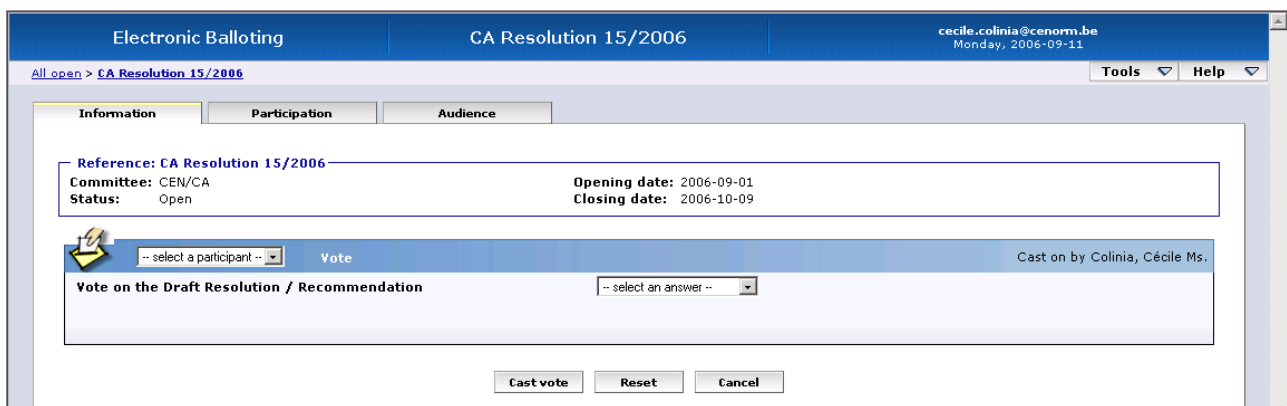 Electronic Balloting CA Resolution 15/2006 cecile.colinia@cenorm.be
Monday, 2006-09-11
All open > CA Resolution 15/2006 Tools Help
Information Participation Audience
Reference: CA Resolution 15/2006
Committee: CEN/CA Opening date: 2006-09-01
Status: Open Closing date: 2006-10-09
-- select a participant -- Vote Cast on by Colinia, Cécile Ms.
Vote on the Draft Resolution / Recommendation -- select an answer --
Cast vote Reset Cancel